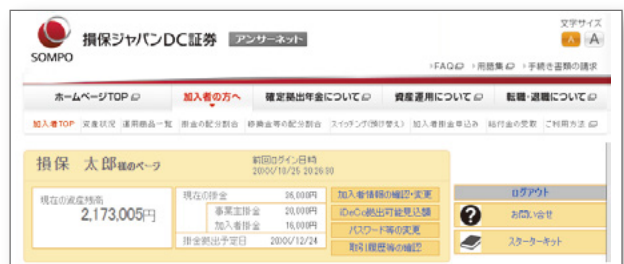 SOMPO
損保ジャパンDC証券 アンサーネット
文字サイズ
A A
>FAQ >用語集 >手続き書類の請求
ホームページTOP 加入者の方へ 確定拠出年金について 資産運用について 転職・退職について
加入者TOP 資産状況 運用商品一覧 掛金の配分割合 移換金等の配分割合 スイッチング(預け替え) 加入者掛金申込み 給付金の受取 ご利用方法
損保 太郎様のページ
前回ログイン日時
20XX/10/25 20:26:30
現在の資産残高
2,173,005円
現在の掛金 36,000円
事業主掛金 20,000円
加入者掛金 16,000円
掛金拠出予定日 20XX/12/24
加入者情報の確認・変更
iDeCo拠出可能見込額
パスワード等の変更
取引履歴等の確認
ログアウト
? お問い合せ
スターターキット